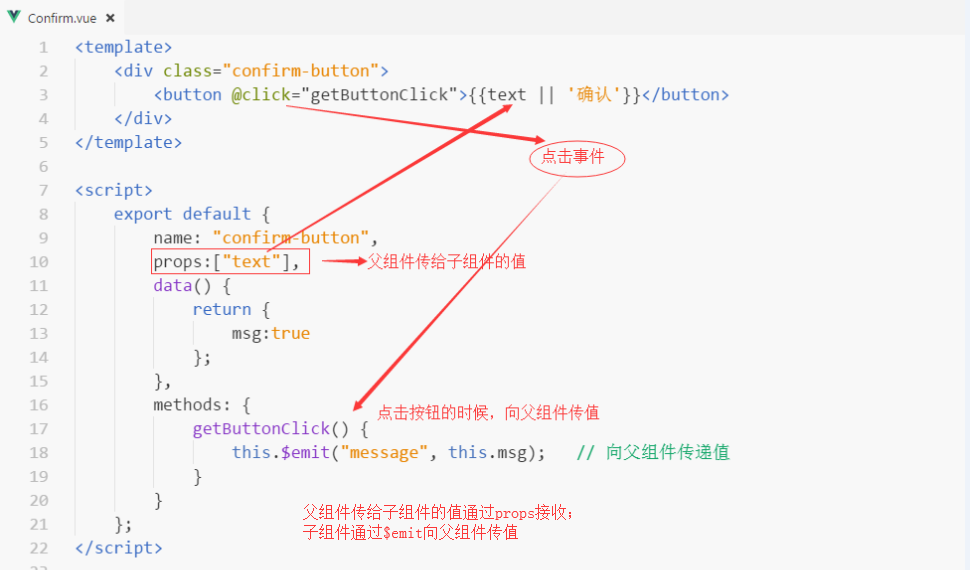 Confirm.vue ×
1 <template>
2 <div class="confirm-button">
3 <button @click="getButtonClick">{{text || '确认'}}</button>
4 </div>
5 </template>
点击事件
6
7 <script>
8 export default {
9 name: "confirm-button",
10 props:["text"], 父组件传给子组件的值
11 data() {
12 return {
13 msg:true
14 };
15 },
16 methods: {
点击按钮的时候，向父组件传值
17 getButtonClick() {
18 this.$emit("message", this.msg); // 向父组件传递值
19 }
20 }
父组件传给子组件的值通过props接收；
21 };
子组件通过$emit向父组件传值
22 </script>